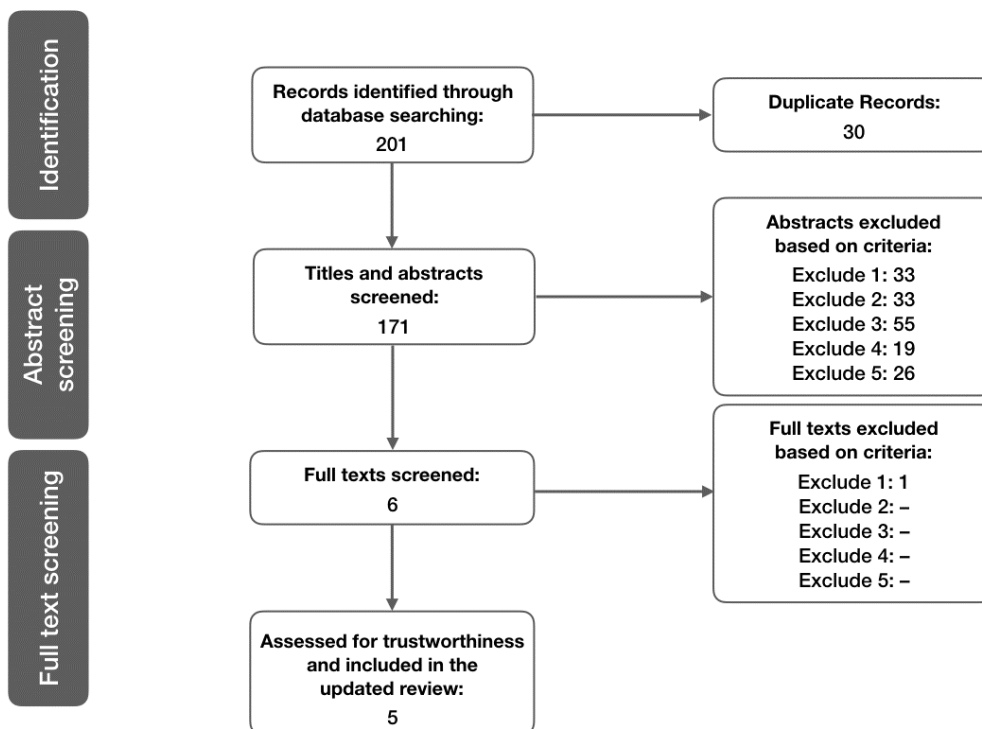 Identification
Records identified through
database searching:
201
Duplicate Records:
30
Abstract
screening
Titles and abstracts
screened:
171
Abstracts excluded
based on criteria:
Exclude 1: 33
Exclude 2: 33
Exclude 3: 55
Exclude 4: 19
Exclude 5: 26
Full text screening
Full texts screened:
6
Full texts excluded
based on criteria:
Exclude 1: 1
Exclude 2: –
Exclude 3: –
Exclude 4: –
Exclude 5: –
Assessed for trustworthiness
and included in the
updated review:
5